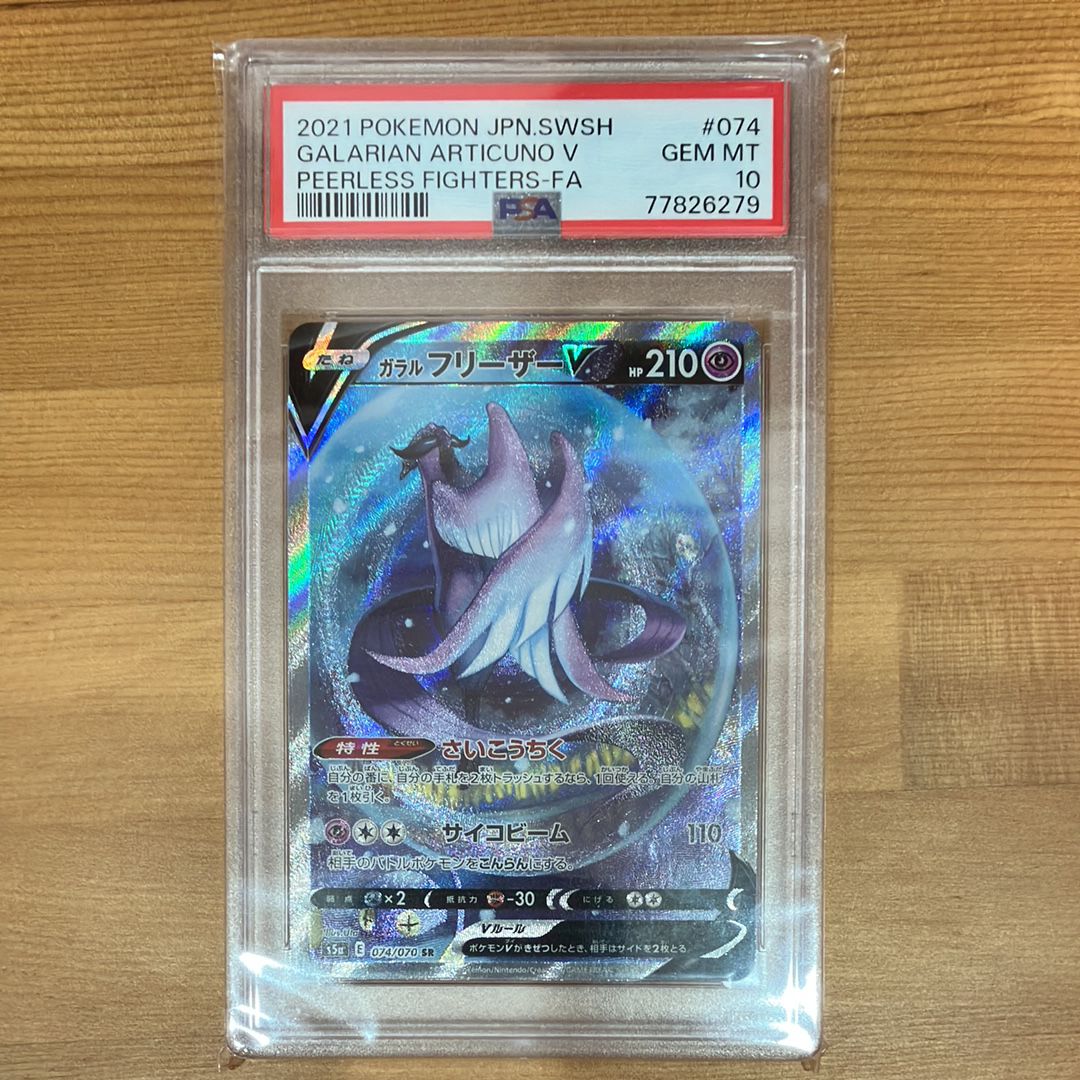 2021 POKEMON JPN.SWSH #074
GALARIAN ARTICUNO V GEM MT
PEERLESS FIGHTERS-FA 10
PSA 77826279
たね ガラル フリーザーV HP 210
特性 とくせい さいこうちく
自分の番に、自分の手札を2枚トラッシュするなら、1回使える。自分の山札
を1枚引く。
サイコビーム 110
相手のバトルポケモンをこんらんにする。
弱点 ×2 抵抗力 -30 にげる
Vルール
ポケモンVがきぜつしたとき、相手はサイドを2枚とる。
s5a E 074/070 SR